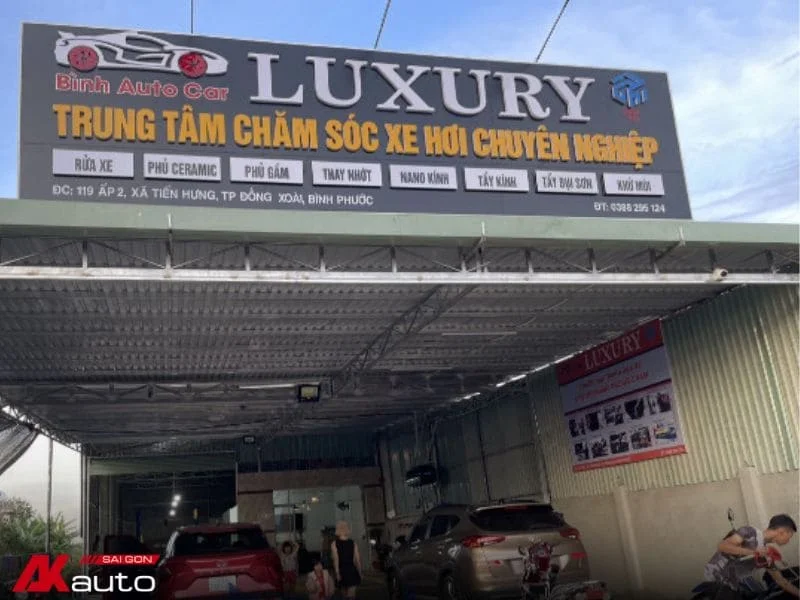 LUXURY
Bình Auto Car
TRUNG TÂM CHĂM SÓC XE HƠI CHUYÊN NGHIỆP
RỬA XE PHỦ CERAMIC PHỦ GẦM THAY NHỚT NANO KÍNH TẨY KÍNH TẨY BỤI SƠN KHỬ MÙI
ĐC: 119 ẤP 2, XÃ TIẾN HƯNG, TP ĐỒNG XOÀI, BÌNH PHƯỚC ĐT: 0388 295 124
LUXURY
AK SAI GON
auto